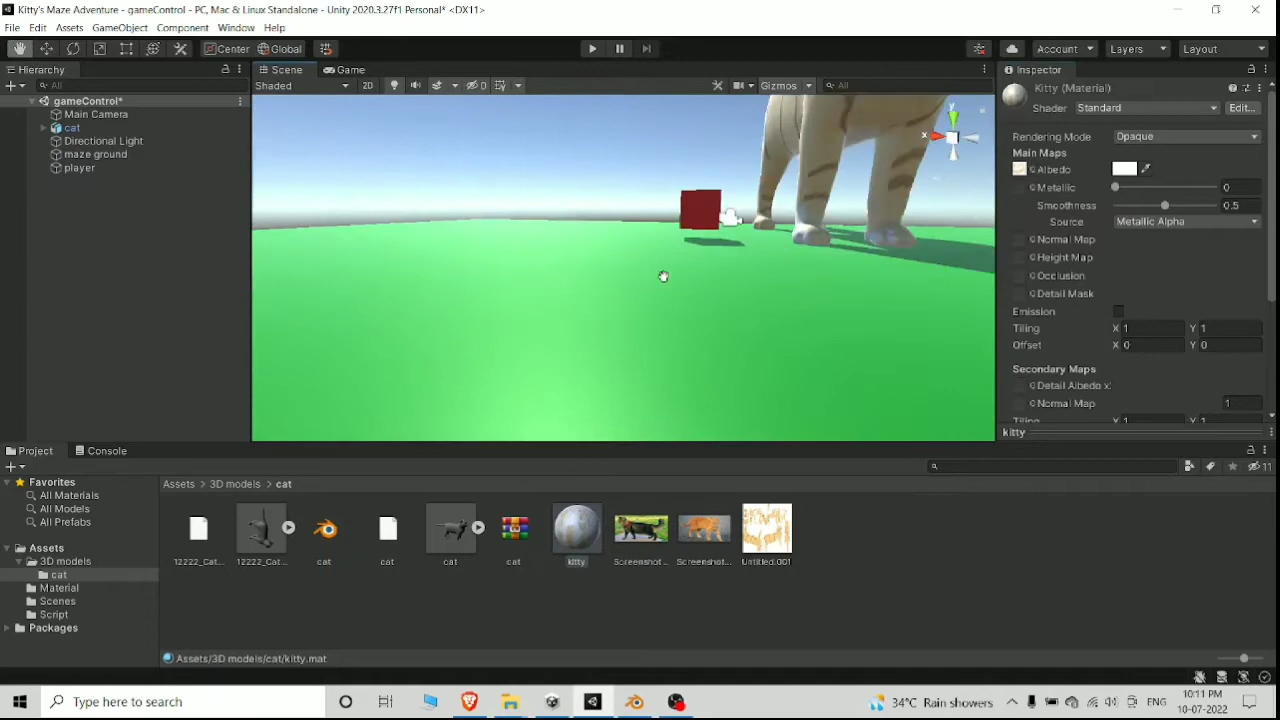 Kitty's Maze Adventure - gameControl - PC, Mac & Linux Standalone - Unity 2020.3.27f1 Personal* <DX11>
File Edit Assets GameObject Component Window Help
Center Global Account Layers Layout
Hierarchy Scene Game Inspector
All Shaded 2D 0 Gizmos All Kitty (Material)
gameControl* Shader Standard Edit...
Main Camera
cat
Directional Light
maze ground
player
y
x
Rendering Mode Opaque
Main Maps
Albedo
Metallic 0
Smoothness 0.5
Source Metallic Alpha
Normal Map
Height Map
Occlusion
Detail Mask
Emission
Tiling X 1 Y 1
Offset X 0 Y 0
Secondary Maps
Detail Albedo x
Normal Map 1
Tiling X 1 Y 1
kitty
Project Console
11
Favorites
All Materials
All Models
All Prefabs
Assets
3D models
cat
Material
Scenes
Script
Packages
Assets 3D models cat
12222_Cat... 12222_Cat... cat cat cat cat kitty Screenshot... Screenshot... Untitled.001
Assets/3D models/cat/kitty.mat
Type here to search 34°C Rain showers ENG 10:11 PM
10-07-2022